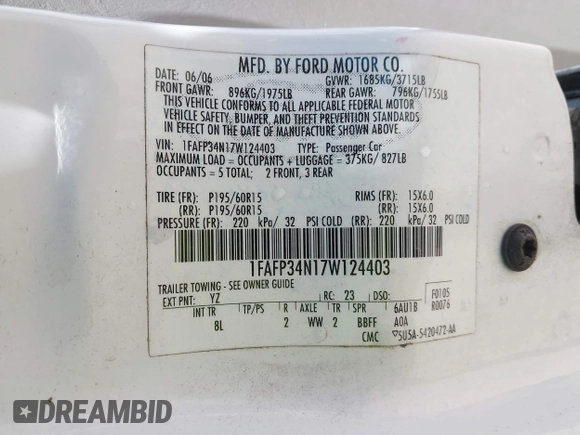 MFD. BY FORD MOTOR CO.
06/06 GVWR: 1685KG/3715LB
FRONT GAWR: 896KG/1975LB REAR GAWR: 796KG/1755LB
THIS VEHICLE CONFORMS TO ALL APPLICABLE FEDERAL MOTOR
VEHICLE SAFETY, BUMPER, AND THEFT PREVENTION STANDARDS
IN EFFECT ON THE DATE OF MANUFACTURE SHOWN ABOVE.
VIN: 1FAFP34N17W124403 TYPE: Passenger Car
MAXIMUM LOAD = OCCUPANTS + LUGGAGE = 375KG/ 827LB
OCCUPANTS = 5 TOTAL; 2 FRONT, 3 REAR
TIRE (FR): P195/60R15 RIMS (FR): 15X6.0
(RR): P195/60R15 (RR): 15X6.0
PRESSURE (FR): 220 kPa/ 32 PSI COLD (RR): 220 kPa/ 32 PSI COLD
1FAFP34N17W124403
TRAILER TOWING - SEE OWNER GUIDE
EXT PNT: YZ RC: 23 DSO: F0105
INT TR TP/PS R AXLE TR SPR 6AU1B R0076
8L 2 WW 2 BBFF A0A
CMC 5U5A-5420472-AA
DREAMBID